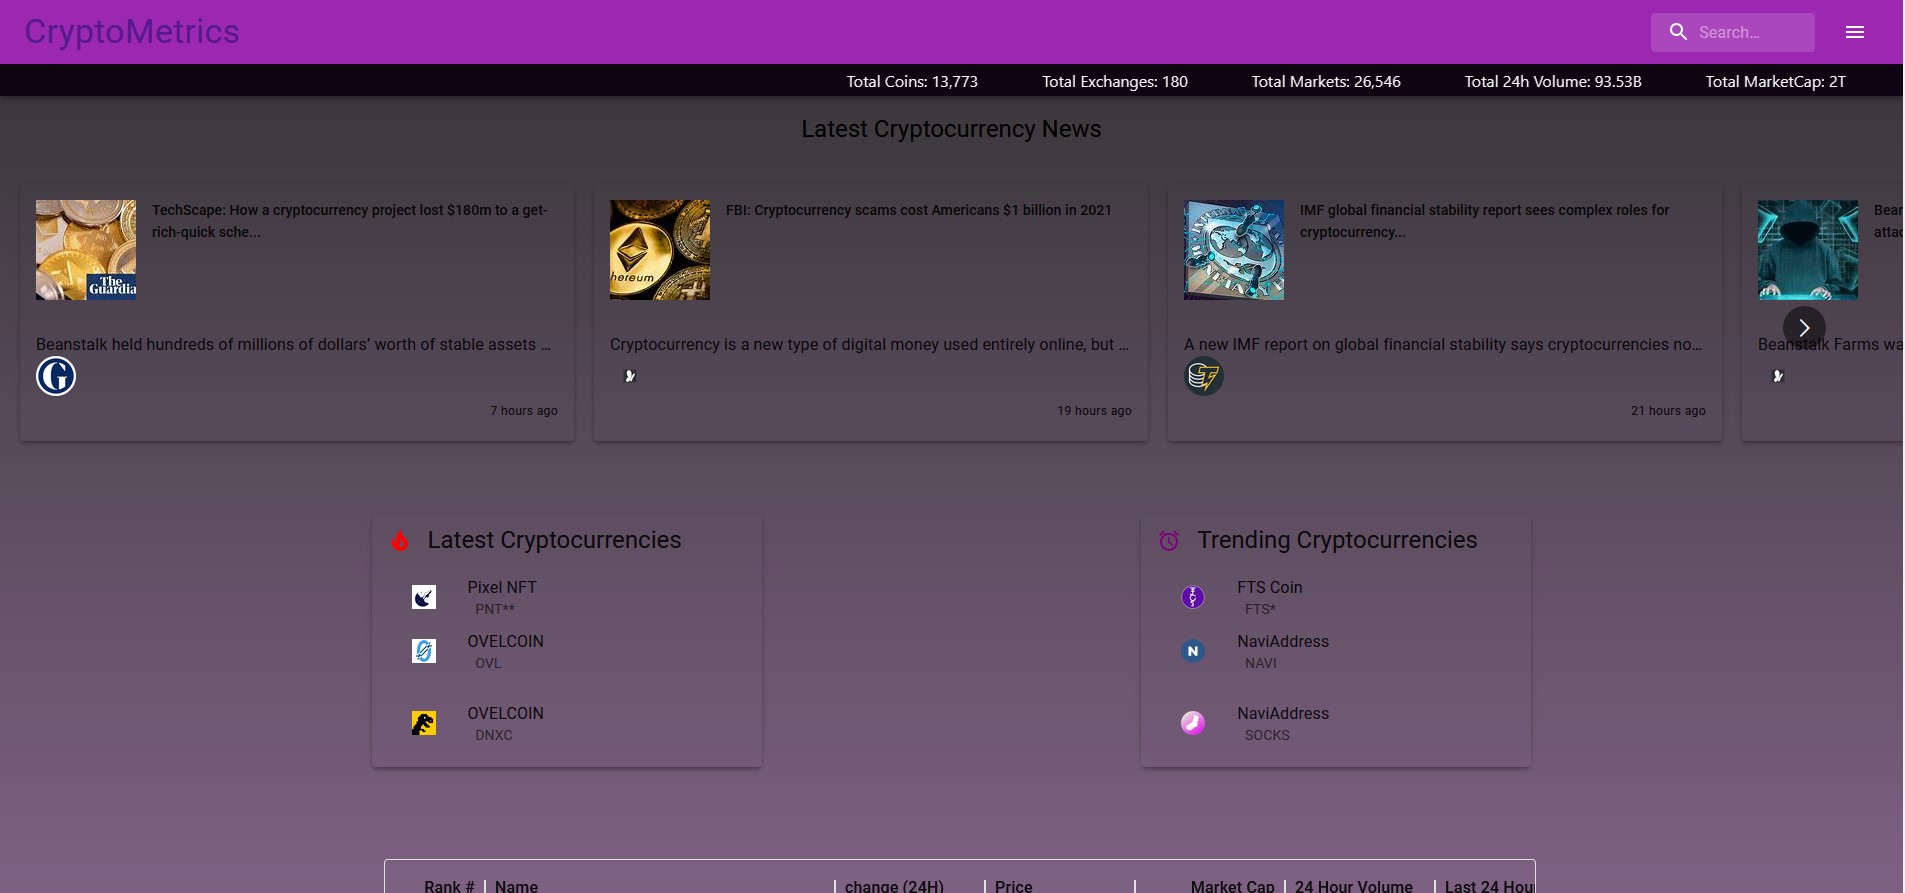 CryptoMetrics
Search...
Total Coins: 13,773 Total Exchanges: 180 Total Markets: 26,546 Total 24h Volume: 93.53B Total MarketCap: 2T
Latest Cryptocurrency News
TechScape: How a cryptocurrency project lost $180m to a get-
rich-quick sche...
The
Guardia
Beanstalk held hundreds of millions of dollars’ worth of stable assets ...
G
7 hours ago
FBI: Cryptocurrency scams cost Americans $1 billion in 2021
hereum
Cryptocurrency is a new type of digital money used entirely online, but ...
19 hours ago
IMF global financial stability report sees complex roles for
cryptocurrency...
A new IMF report on global financial stability says cryptocurrencies no...
21 hours ago
Bear
attac
Beanstalk Farms wa
Latest Cryptocurrencies
Pixel NFT
PNT**
OVELCOIN
OVL
OVELCOIN
DNXC
Trending Cryptocurrencies
FTS Coin
FTS*
N
NaviAddress
NAVI
NaviAddress
SOCKS
Rank # Name change (24H) Price Market Cap 24 Hour Volume Last 24 Hou